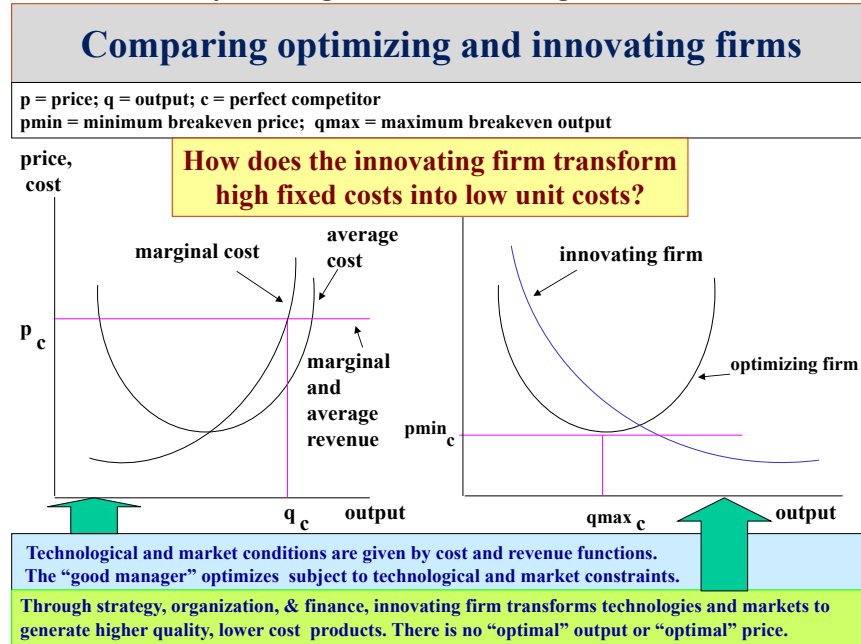 Comparing optimizing and innovating firms
p = price; q = output; c = perfect competitor
pmin = minimum breakeven price;  qmax = maximum breakeven output
How does the innovating firm transform
high fixed costs into low unit costs?
price,
cost
marginal cost
average
cost
p c
marginal
and
average
revenue
q c
output
innovating firm
optimizing firm
pmin c
qmax c
output
Technological and market conditions are given by cost and revenue functions.
The “good manager” optimizes  subject to technological and market constraints.
Through strategy, organization, & finance, innovating firm transforms technologies and markets to
generate higher quality, lower cost  products. There is no “optimal” output or “optimal” price.